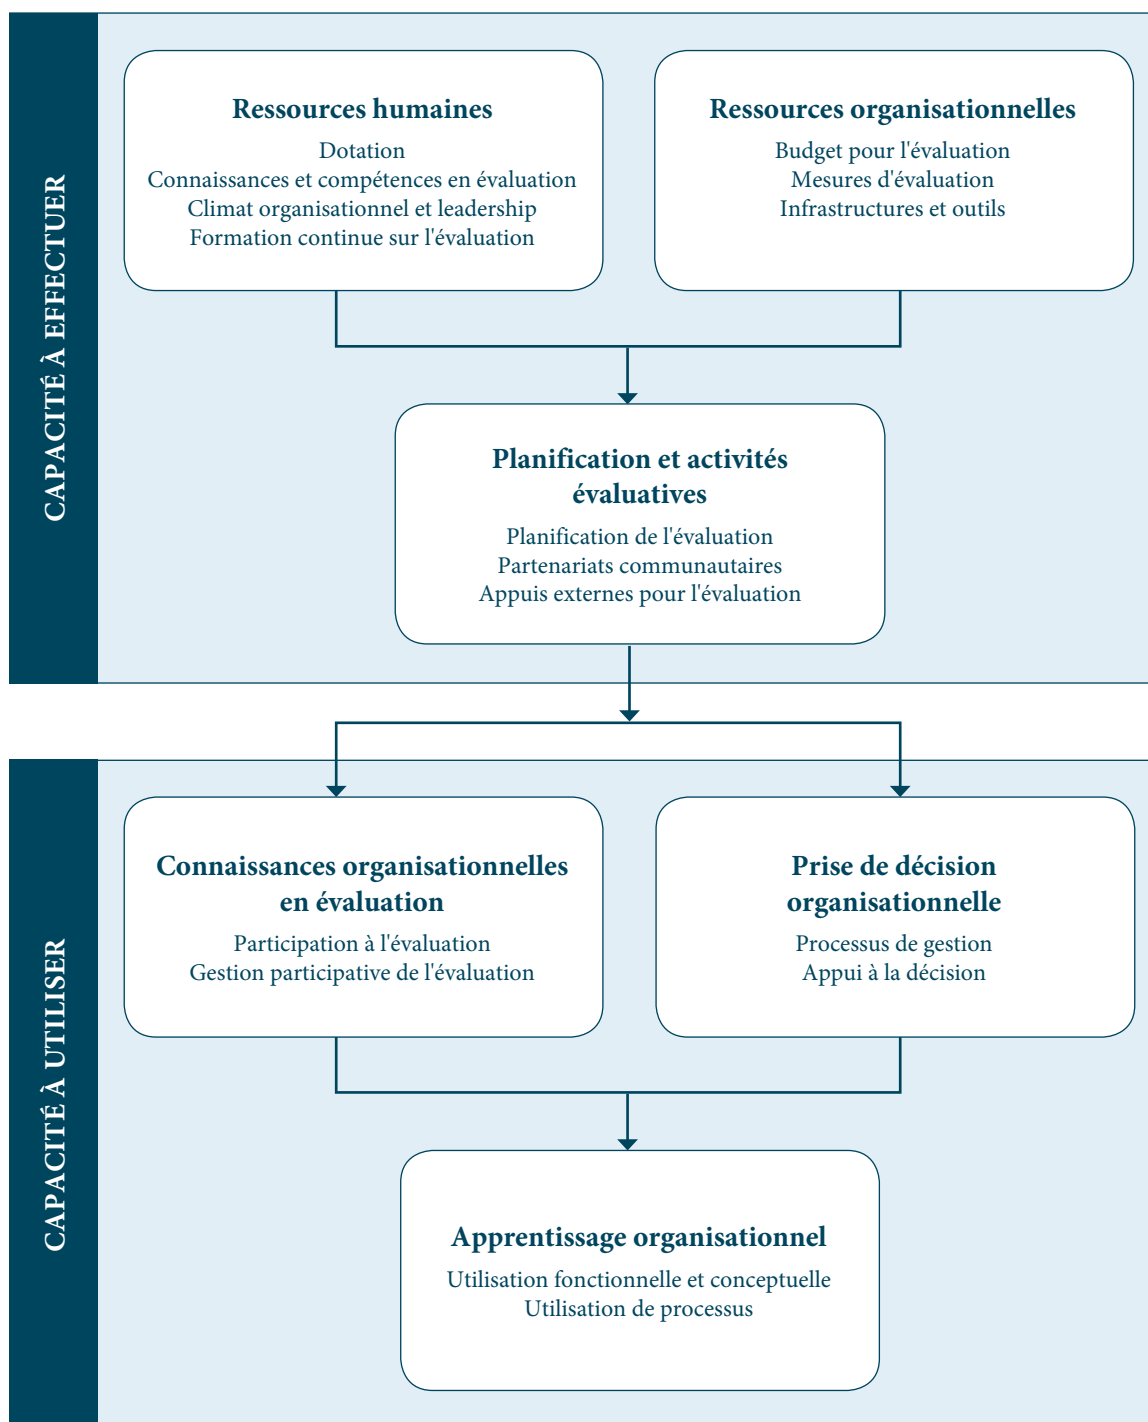 CAPACITÉ À EFFECTUER
Ressources humaines
Dotation
Connaissances et compétences en évaluation
Climat organisationnel et leadership
Formation continue sur l'évaluation
Ressources organisationnelles
Budget pour l'évaluation
Mesures d'évaluation
Infrastructures et outils
Planification et activités
évaluatives
Planification de l'évaluation
Partenariats communautaires
Appuis externes pour l'évaluation
CAPACITÉ À UTILISER
Connaissances organisationnelles
en évaluation
Participation à l'évaluation
Gestion participative de l'évaluation
Prise de décision
organisationnelle
Processus de gestion
Appui à la décision
Apprentissage organisationnel
Utilisation fonctionnelle et conceptuelle
Utilisation de processus